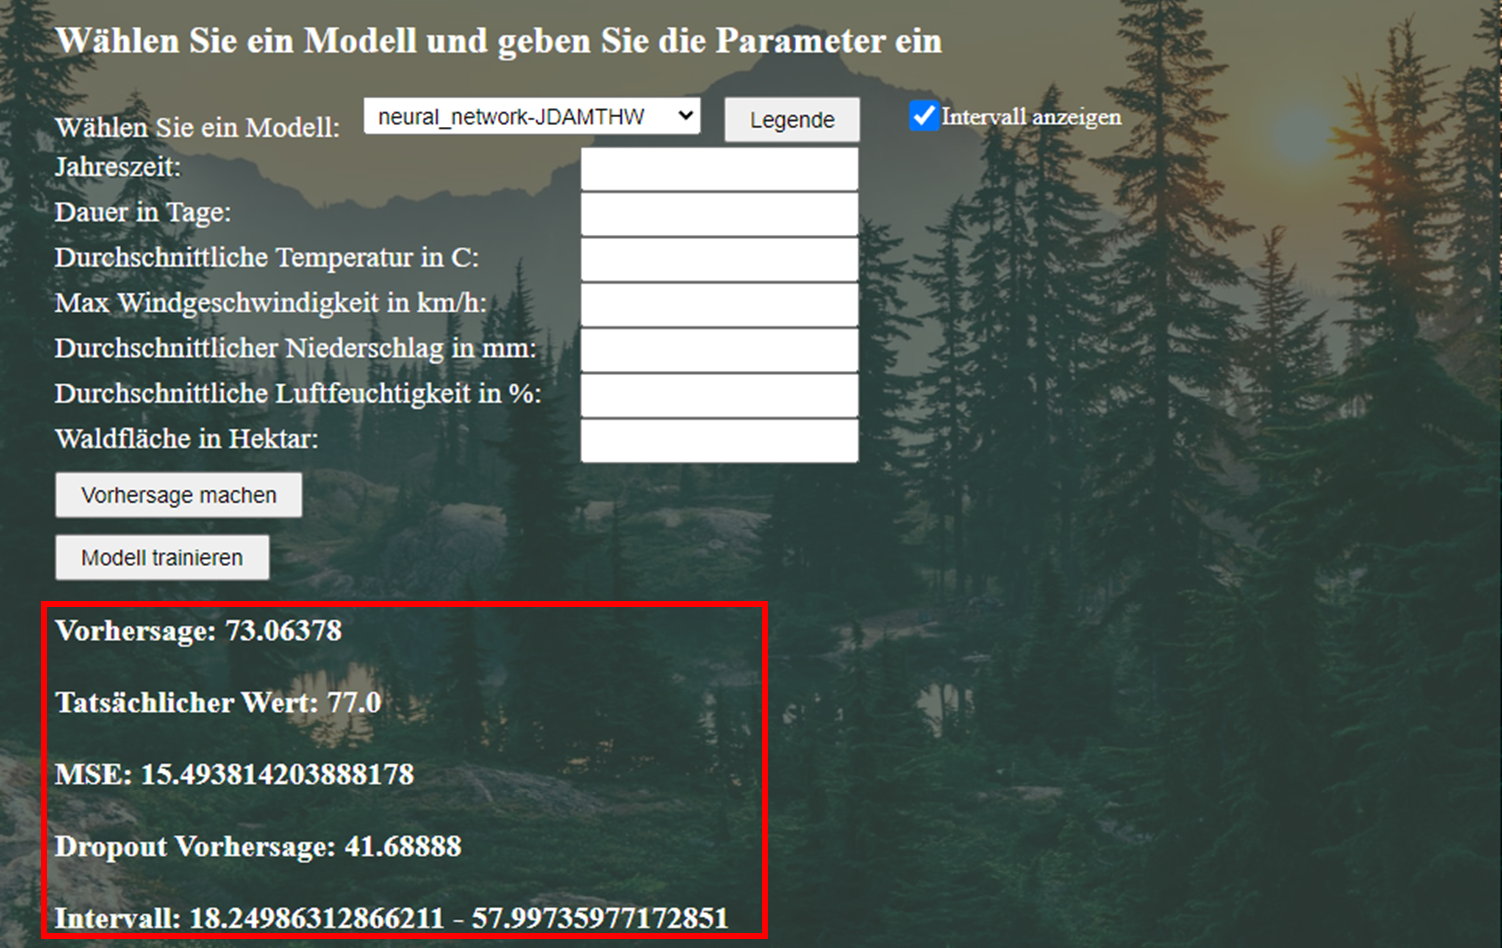 Wählen Sie ein Modell und geben Sie die Parameter ein
Wählen Sie ein Modell: neural_network-JDAMTHW Legende Intervall anzeigen
Jahreszeit:
Dauer in Tage:
Durchschnittliche Temperatur in C:
Max Windgeschwindigkeit in km/h:
Durchschnittlicher Niederschlag in mm:
Durchschnittliche Luftfeuchtigkeit in %:
Waldfläche in Hektar:
Vorhersage machen
Modell trainieren
Vorhersage: 73.06378
Tatsächlicher Wert: 77.0
MSE: 15.493814203888178
Dropout Vorhersage: 41.68888
Intervall: 18.24986312866211 - 57.99735977172851